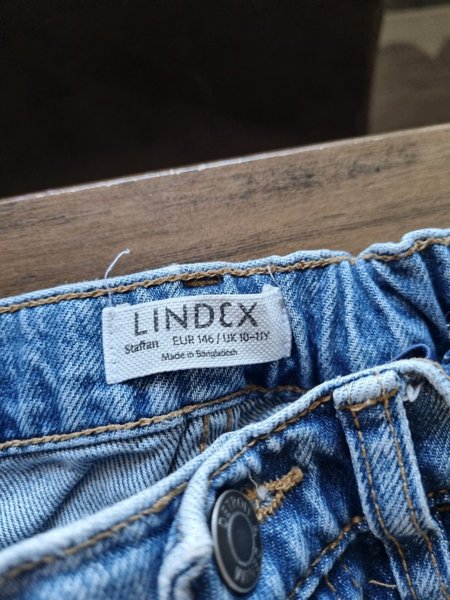 LINDEX
Staffan EUR 146 / UK 10-11Y
Made in Bangladesh